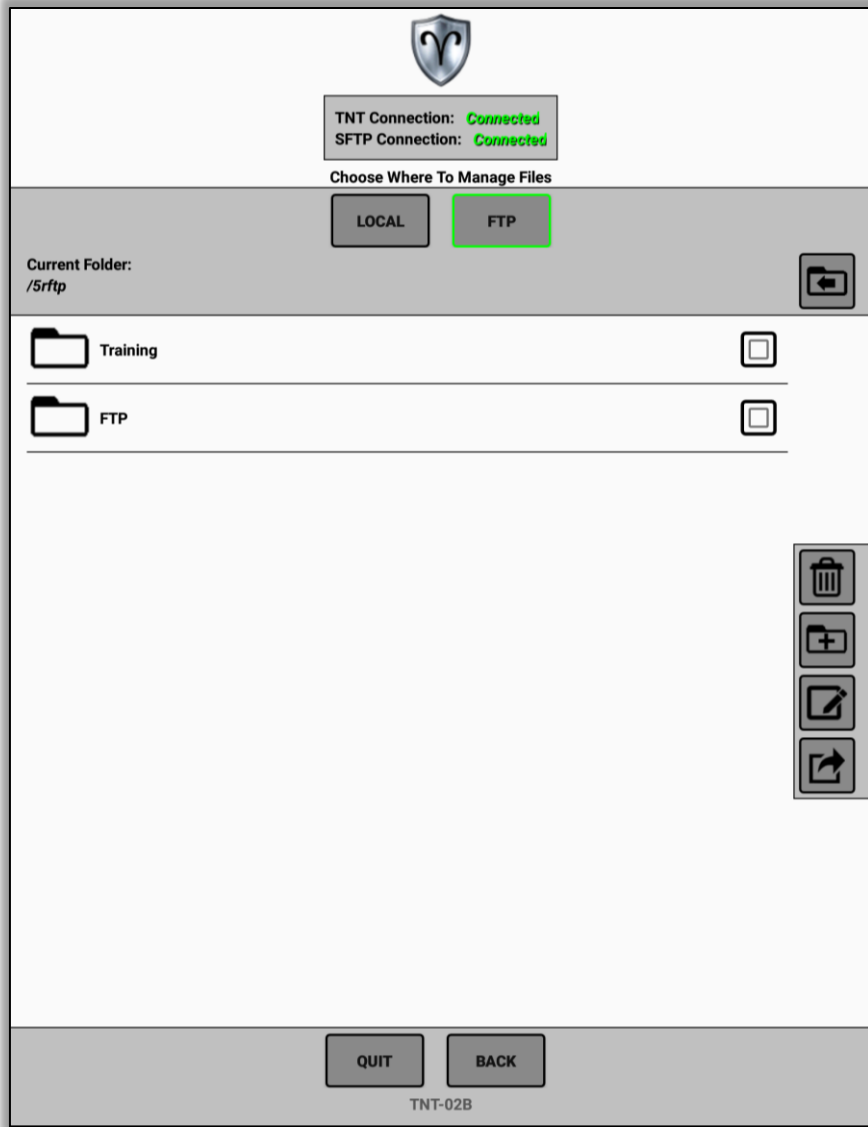 TNT Connection: Connected
SFTP Connection: Connected
Choose Where To Manage Files
LOCAL
FTP
Current Folder:
/5rftp
Training
FTP
QUIT
BACK
TNT-02B